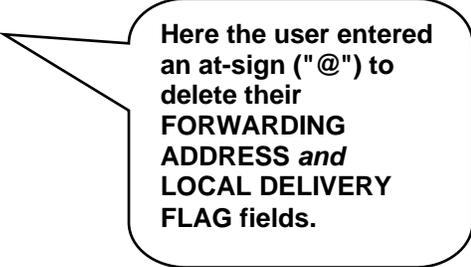 Here the user entered
an at-sign ("@") to
delete their
FORWARDING
ADDRESS and
LOCAL DELIVERY
FLAG fields.